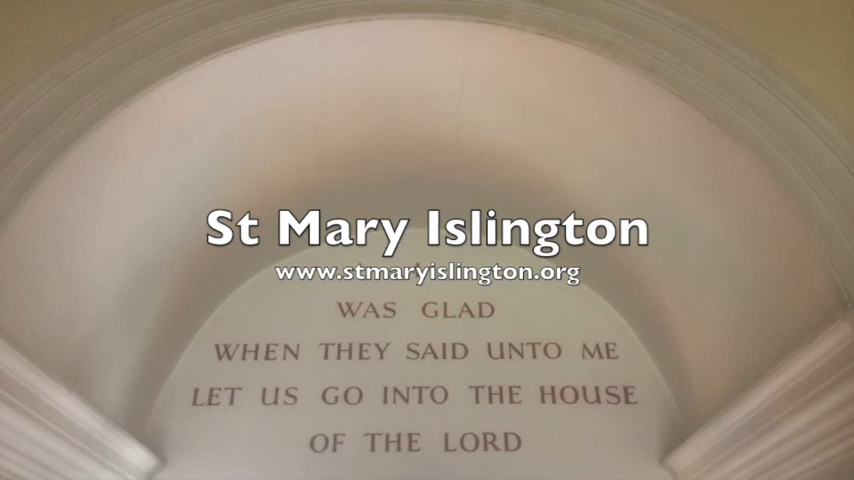 St Mary Islington
www.stmaryislington.org
WAS GLAD
WHEN THEY SAID UNTO ME
LET US GO INTO THE HOUSE
OF THE LORD